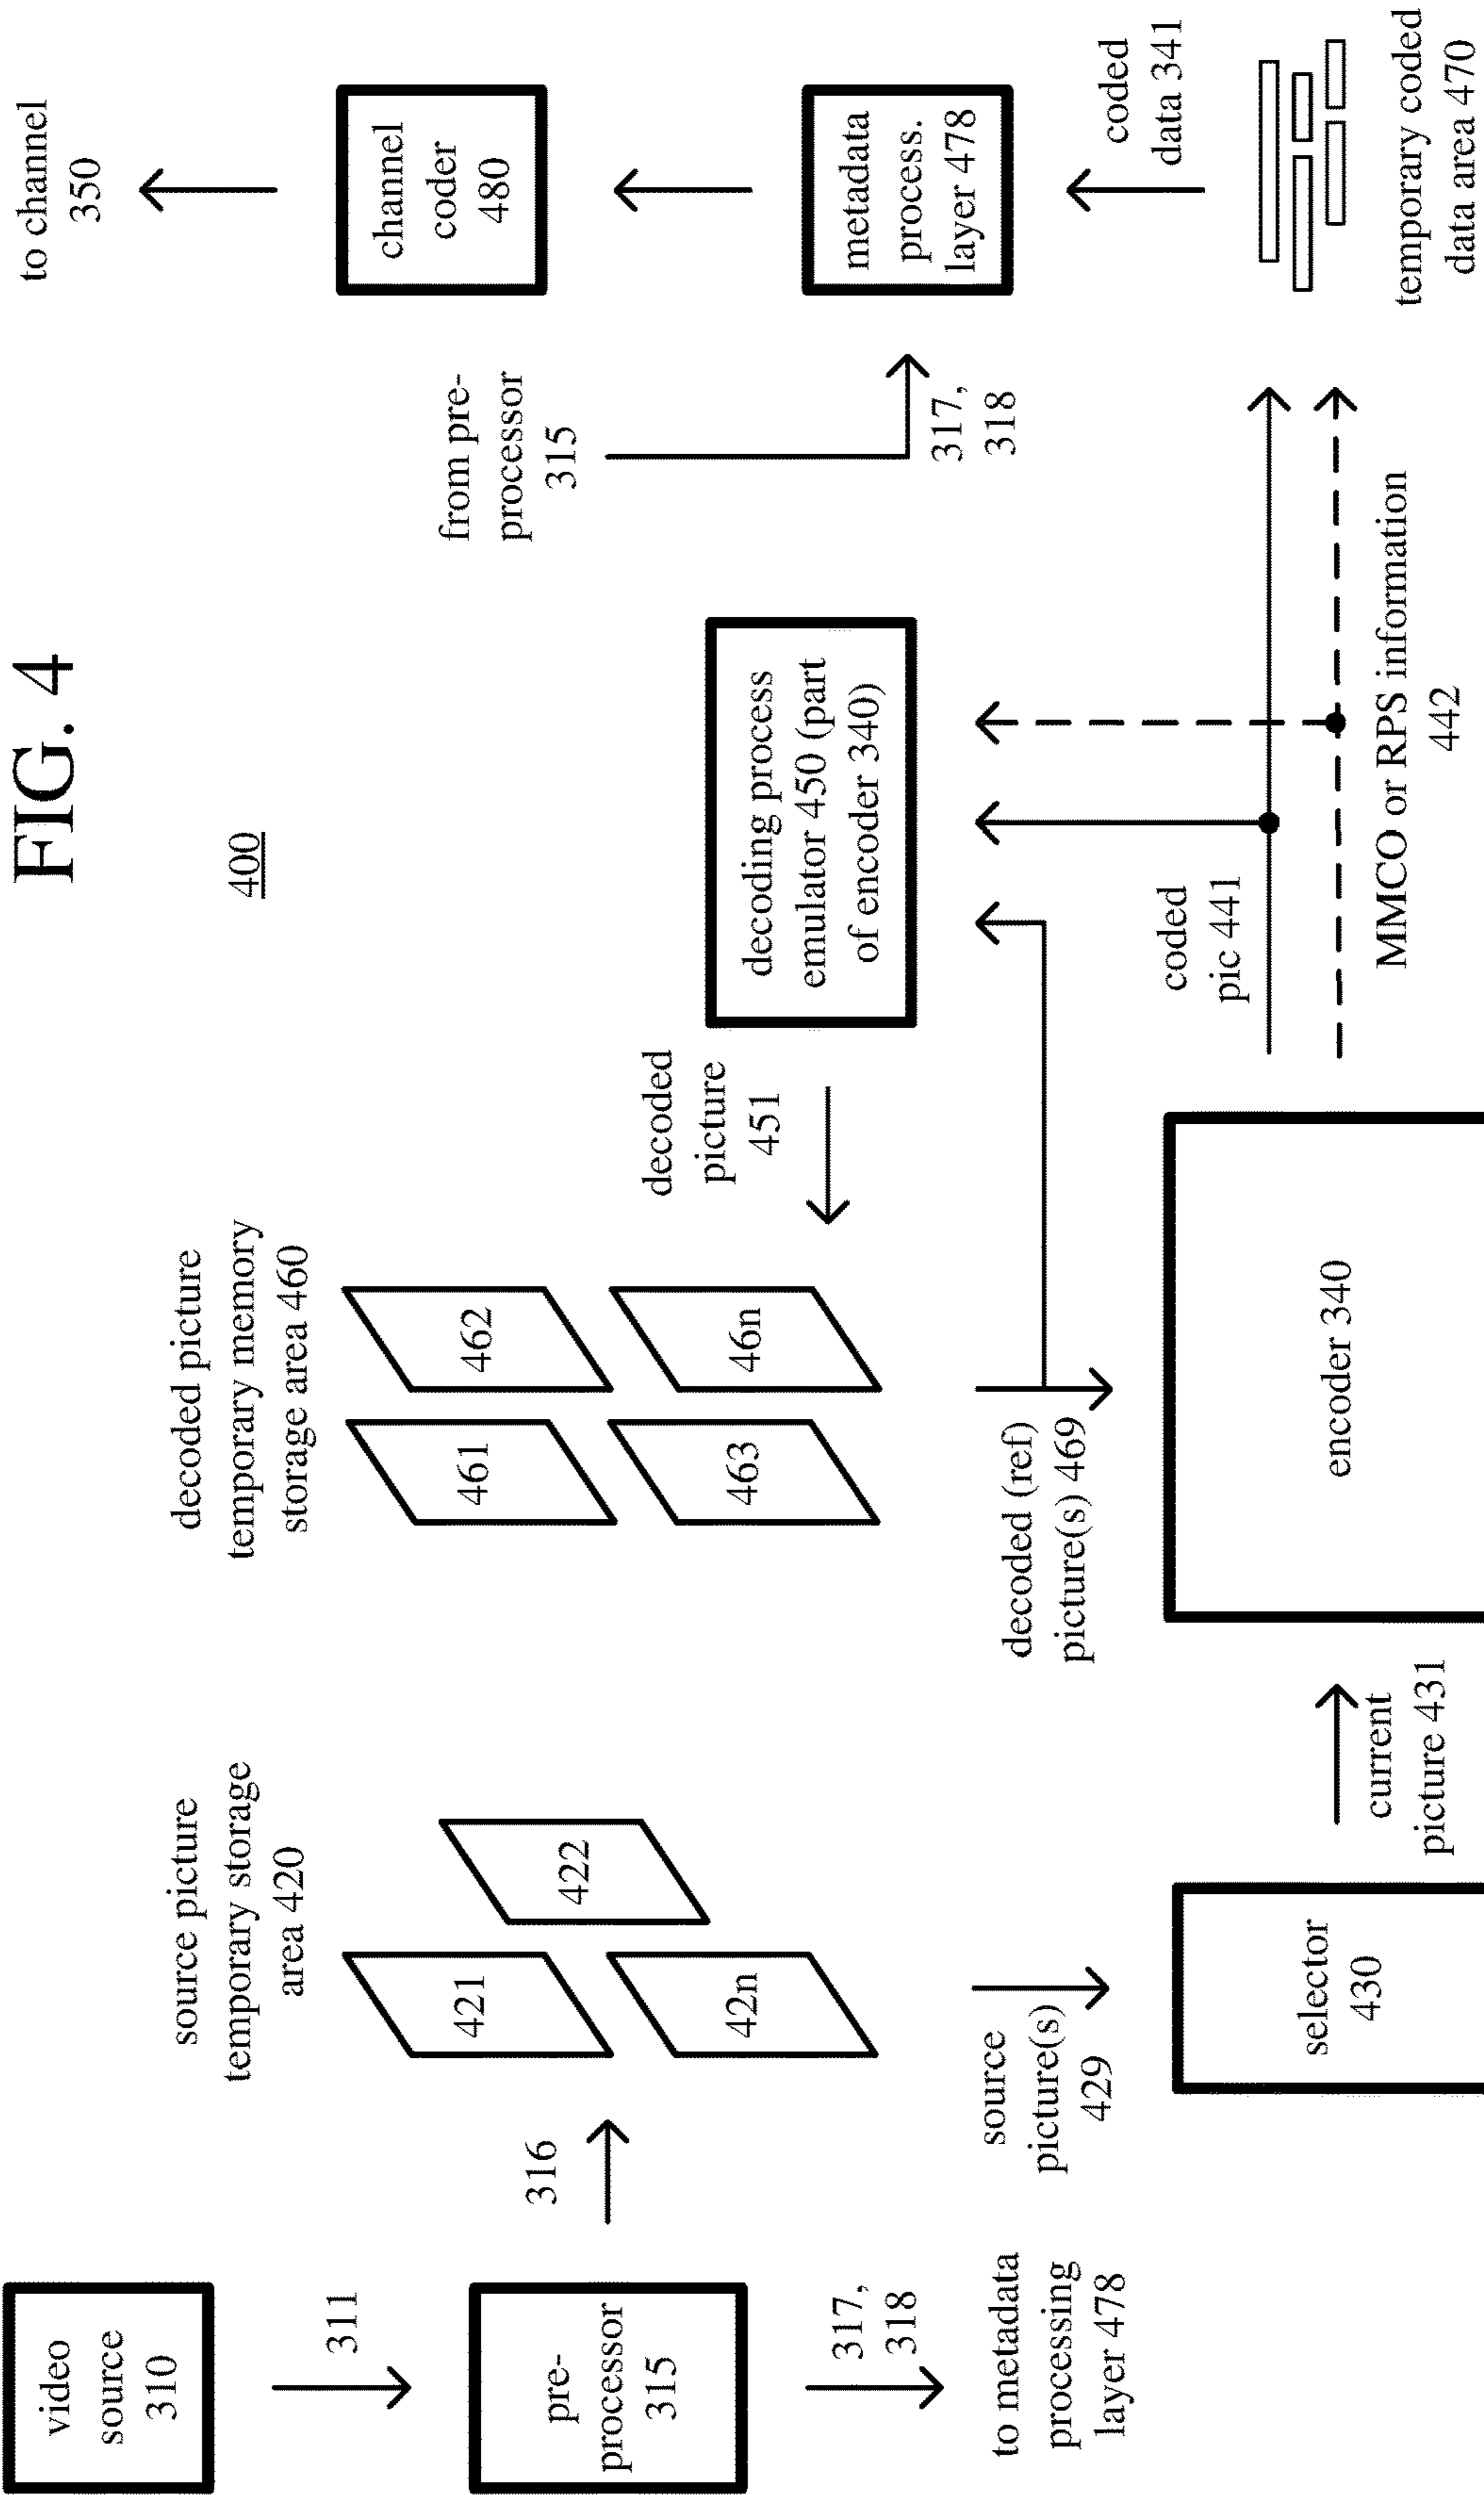 FIG. 4
400
video
source
310
311
pre-
processor
315
316
317,
318
to metadata
processing
layer 478
source picture
temporary storage
area 420
421
422
42n
source
picture(s)
429
selector
430
current
picture 431
decoded picture
temporary memory
storage area 460
461
462
463
46n
decoded (ref)
picture(s) 469
encoder 340
decoded
picture
451
decoding process
emulator 450 (part
of encoder 340)
coded
pic 441
MMCO or RPS information
442
from pre-
processor
315
317,
318
to channel
350
channel
coder
480
metadata
process.
layer 478
coded
data 341
temporary coded
data area 470